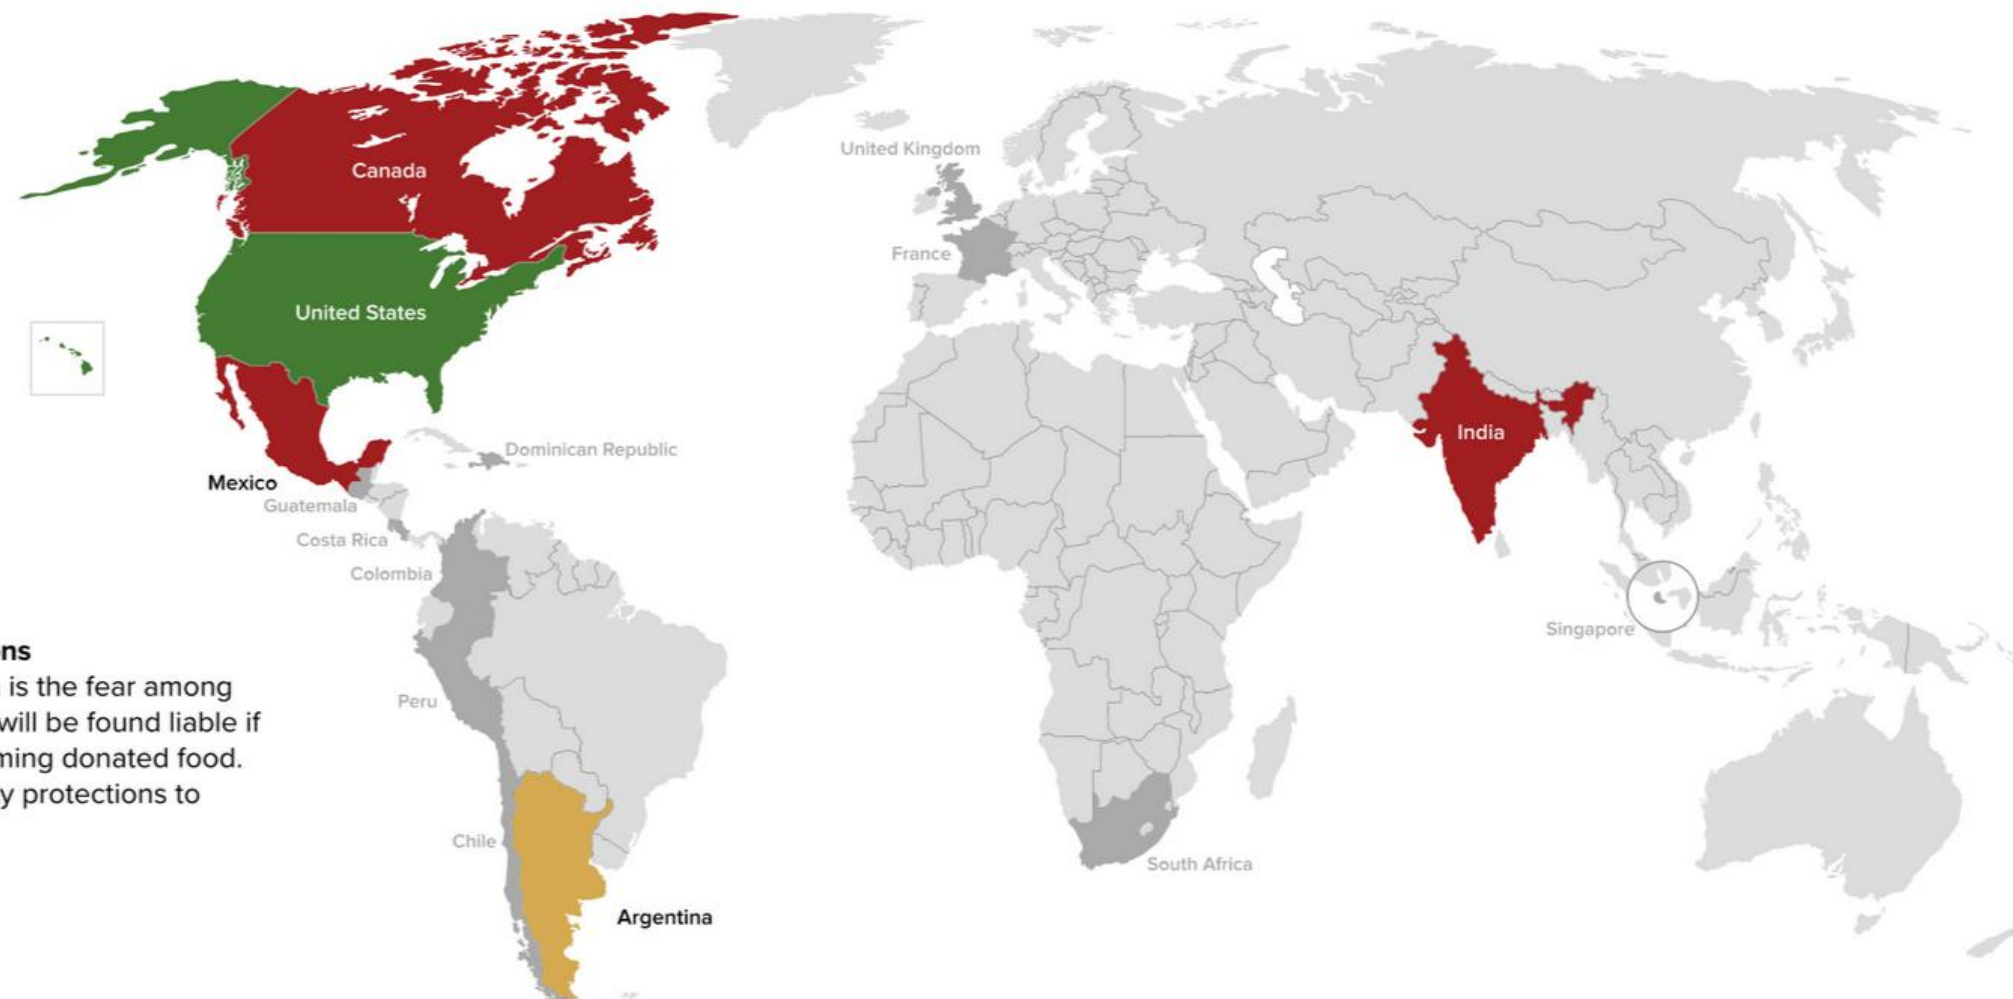 Canada
United Kingdom
France
United States
India
Dominican Republic
Mexico
Guatemala
Costa Rica
Colombia
Singapore
ns
is the fear among
will be found liable if
ming donated food.
y protections to
Peru
Chile
South Africa
Argentina